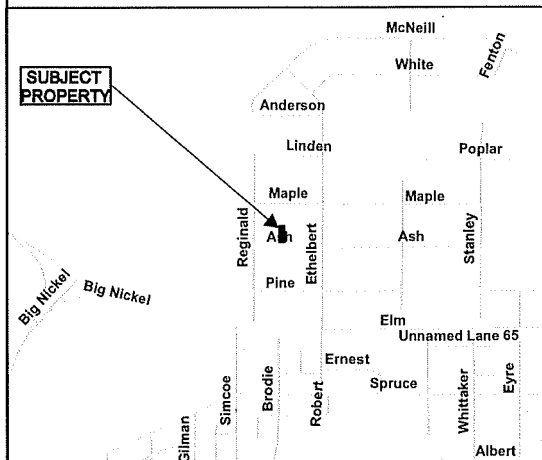 McNeill
White
Fenton
SUBJECT
PROPERTY
Anderson
Linden
Poplar
Maple
Maple
Reginald
Ash
Ethelbert
Ash
Stanley
Big Nickel
Big Nickel
Pine
Elm
Unnamed Lane 65
Ernest
Spruce
Simcoe
Brodie
Robert
Whittaker
Eyre
Gilman
Albert